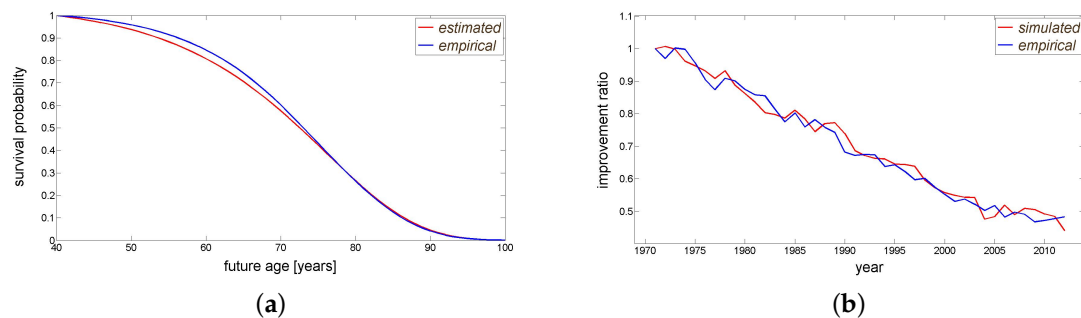 1
0.9
0.8
0.7
0.6
0.5
0.4
0.3
0.2
0.1
0
survival probability
estimated
empirical
40 50 60 70 80 90 100
future age [years]
(a)
1.1
1
0.9
0.8
0.7
0.6
0.5
improvement ratio
simulated
empirical
1970 1975 1980 1985 1990 1995 2000 2005 2010
year
(b)